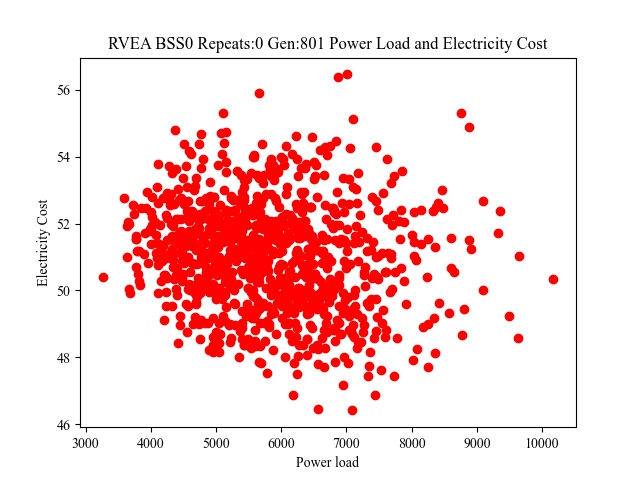 RVEA BSS0 Repeats:0 Gen:801 Power Load and Electricity Cost
56
54
52
50
48
46
Electricity Cost
3000 4000 5000 6000 7000 8000 9000 10000
Power load